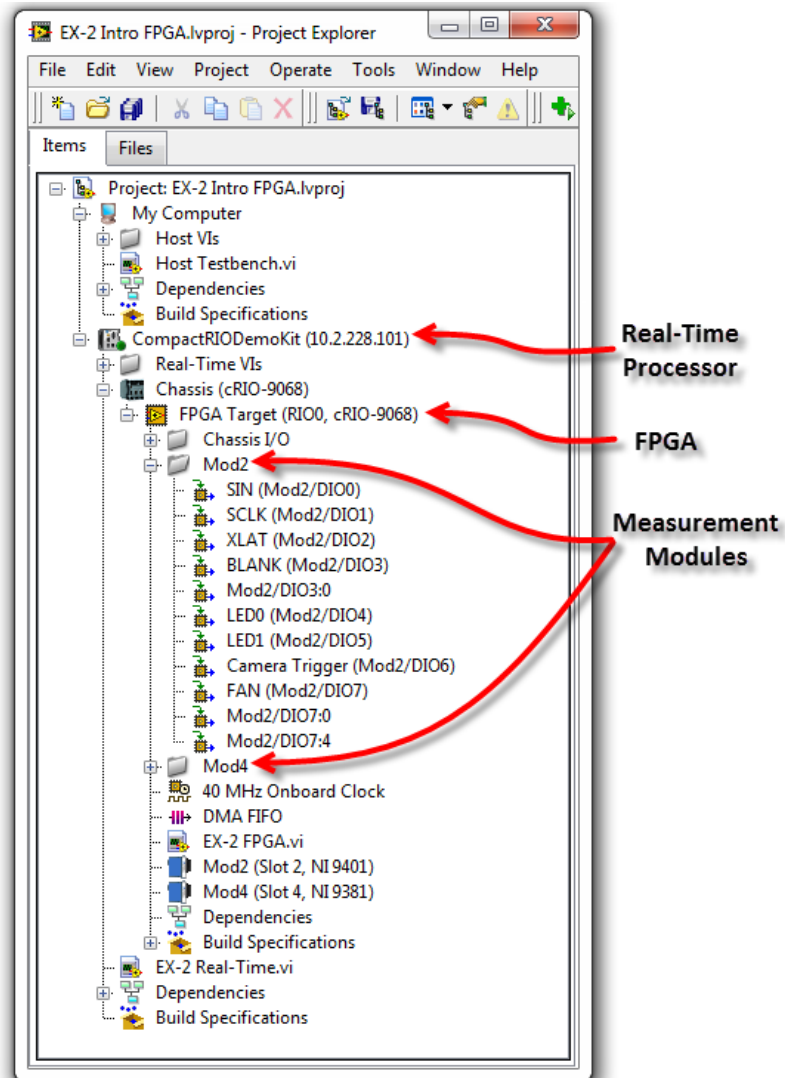 EX-2 Intro FPGA.lvproj - Project Explorer
File Edit View Project Operate Tools Window Help
Items Files
Project: EX-2 Intro FPGA.lvproj
My Computer
Host VIs
Host Testbench.vi
Dependencies
Build Specifications
CompactRIODemoKit (10.2.228.101)
Real-Time VIs
Chassis (cRIO-9068)
FPGA Target (RIO0, cRIO-9068)
Chassis I/O
Mod2
SIN (Mod2/DIO0)
SCLK (Mod2/DIO1)
XLAT (Mod2/DIO2)
BLANK (Mod2/DIO3)
Mod2/DIO3:0
LED0 (Mod2/DIO4)
LED1 (Mod2/DIO5)
Camera Trigger (Mod2/DIO6)
FAN (Mod2/DIO7)
Mod2/DIO7:0
Mod2/DIO7:4
Mod4
40 MHz Onboard Clock
DMA FIFO
EX-2 FPGA.vi
Mod2 (Slot 2, NI 9401)
Mod4 (Slot 4, NI 9381)
Dependencies
Build Specifications
EX-2 Real-Time.vi
Dependencies
Build Specifications
Real-Time
Processor
FPGA
Measurement
Modules